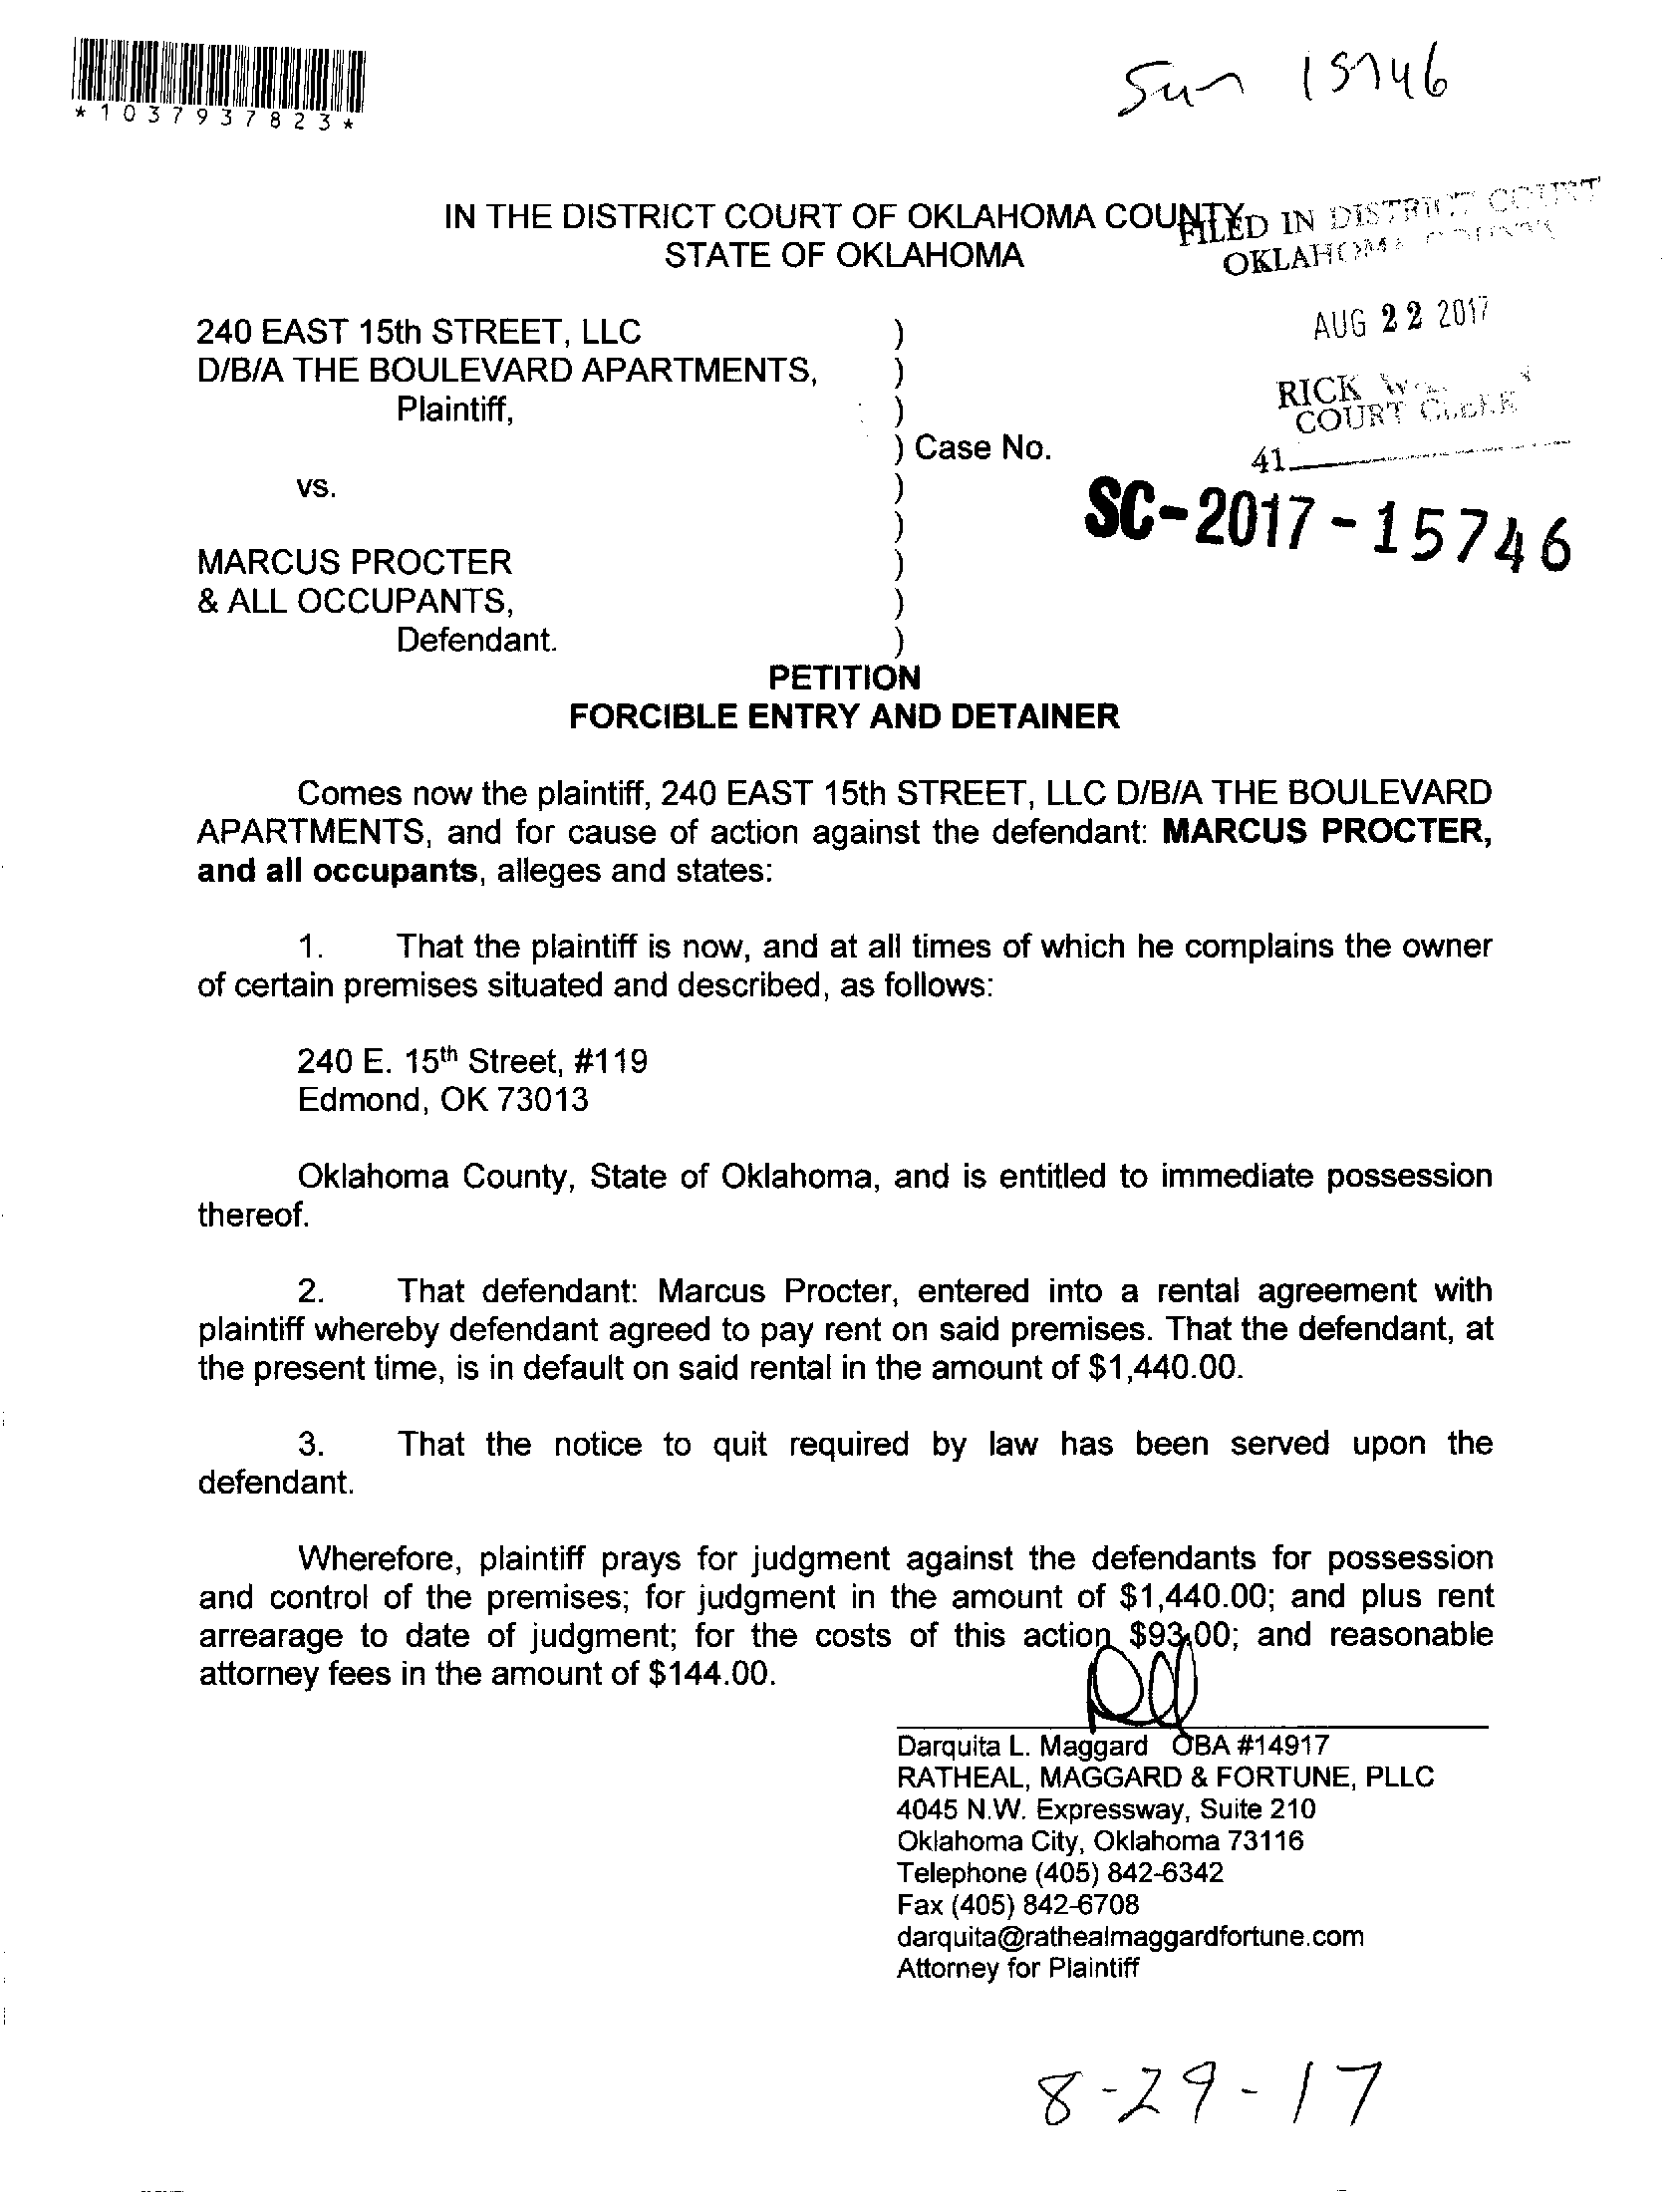 *1037937823*
Sun 15746
IN THE DISTRICT COURT OF OKLAHOMA COUNTY
STATE OF OKLAHOMA
FILED IN DISTRICT COURT
OKLAHOMA COUNTY
AUG 22 2017
RICK
COURT CLERK
41
240 EAST 15th STREET, LLC )
D/B/A THE BOULEVARD APARTMENTS, )
Plaintiff, )
) Case No.
vs. )
)
SC-2017-15746
MARCUS PROCTER )
& ALL OCCUPANTS, )
Defendant. )
PETITION
FORCIBLE ENTRY AND DETAINER
Comes now the plaintiff, 240 EAST 15th STREET, LLC D/B/A THE BOULEVARD
APARTMENTS, and for cause of action against the defendant: MARCUS PROCTER,
and all occupants, alleges and states:
1. That the plaintiff is now, and at all times of which he complains the owner
of certain premises situated and described, as follows:
240 E. 15th Street, #119
Edmond, OK 73013
Oklahoma County, State of Oklahoma, and is entitled to immediate possession
thereof.
2. That defendant: Marcus Procter, entered into a rental agreement with
plaintiff whereby defendant agreed to pay rent on said premises. That the defendant, at
the present time, is in default on said rental in the amount of $1,440.00.
3. That the notice to quit required by law has been served upon the
defendant.
Wherefore, plaintiff prays for judgment against the defendants for possession
and control of the premises; for judgment in the amount of $1,440.00; and plus rent
arrearage to date of judgment; for the costs of this action $93.00; and reasonable
attorney fees in the amount of $144.00.
Darquita L. Maggard OBA #14917
RATHEAL, MAGGARD & FORTUNE, PLLC
4045 N.W. Expressway, Suite 210
Oklahoma City, Oklahoma 73116
Telephone (405) 842-6342
Fax (405) 842-6708
darquita@rathealmaggardfortune.com
Attorney for Plaintiff
8-29-17